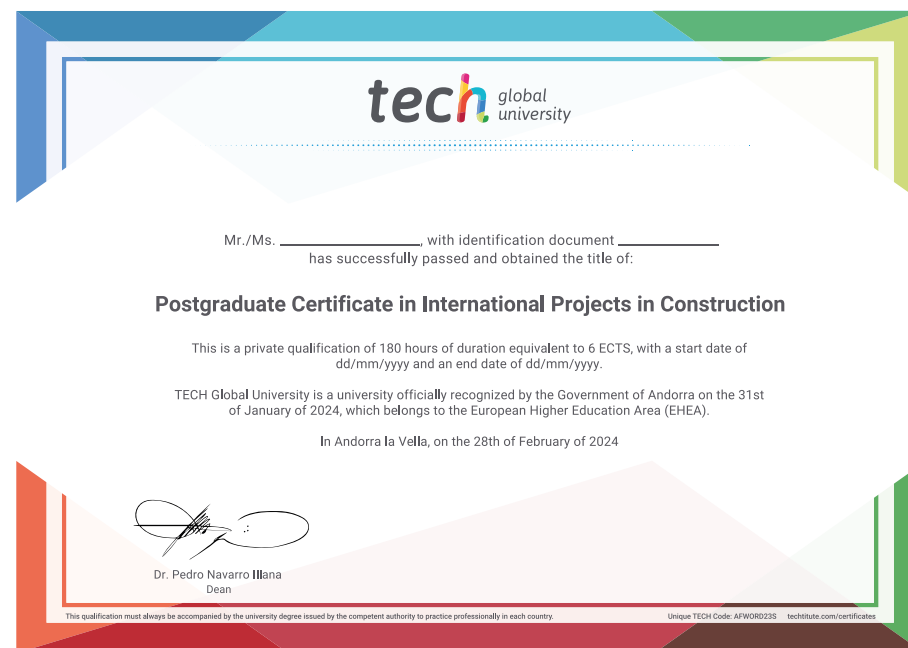 tech global university
Mr./Ms. ____________________, with identification document ______________
has successfully passed and obtained the title of:
Postgraduate Certificate in International Projects in Construction
This is a private qualification of 180 hours of duration equivalent to 6 ECTS, with a start date of
dd/mm/yyyy and an end date of dd/mm/yyyy.
TECH Global University is a university officially recognized by the Government of Andorra on the 31st
of January of 2024, which belongs to the European Higher Education Area (EHEA).
In Andorra la Vella, on the 28th of February of 2024
Dr. Pedro Navarro Illana
Dean
This qualification must always be accompanied by the university degree issued by the competent authority to practice professionally in each country. Unique TECH Code: AFWORD23S techtitute.com/certificates